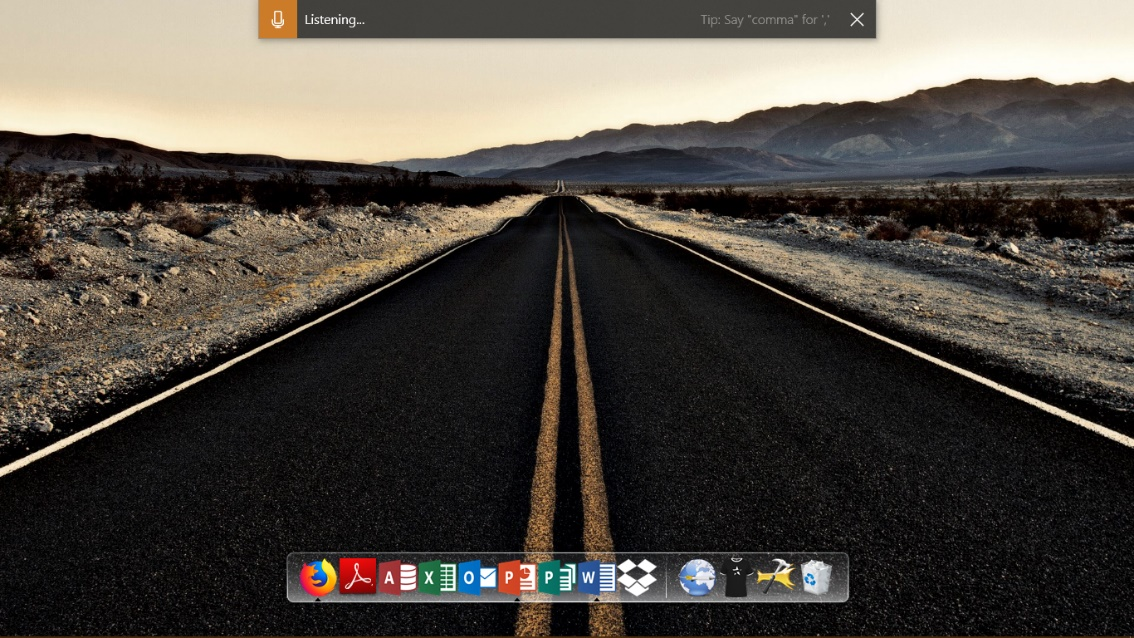 Listening... Tip: Say "comma" for ','
A X O P P W